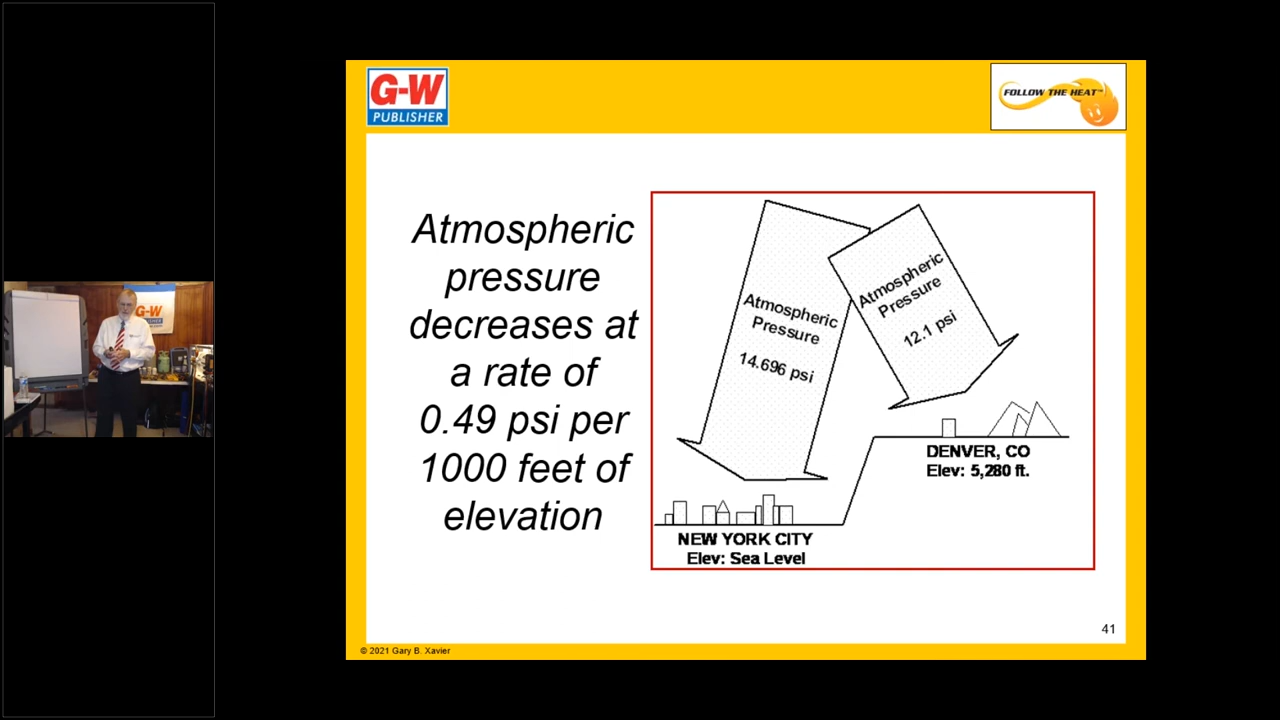 G-W
PUBLISHER
FOLLOW THE HEAT™
Atmospheric
pressure
decreases at
a rate of
0.49 psi per
1000 feet of
elevation
Atmospheric
Pressure
14.696 psi
Atmospheric
Pressure
12.1 psi
DENVER, CO
Elev: 5,280 ft.
NEW YORK CITY
Elev: Sea Level
41
© 2021 Gary B. Xavier
G-W